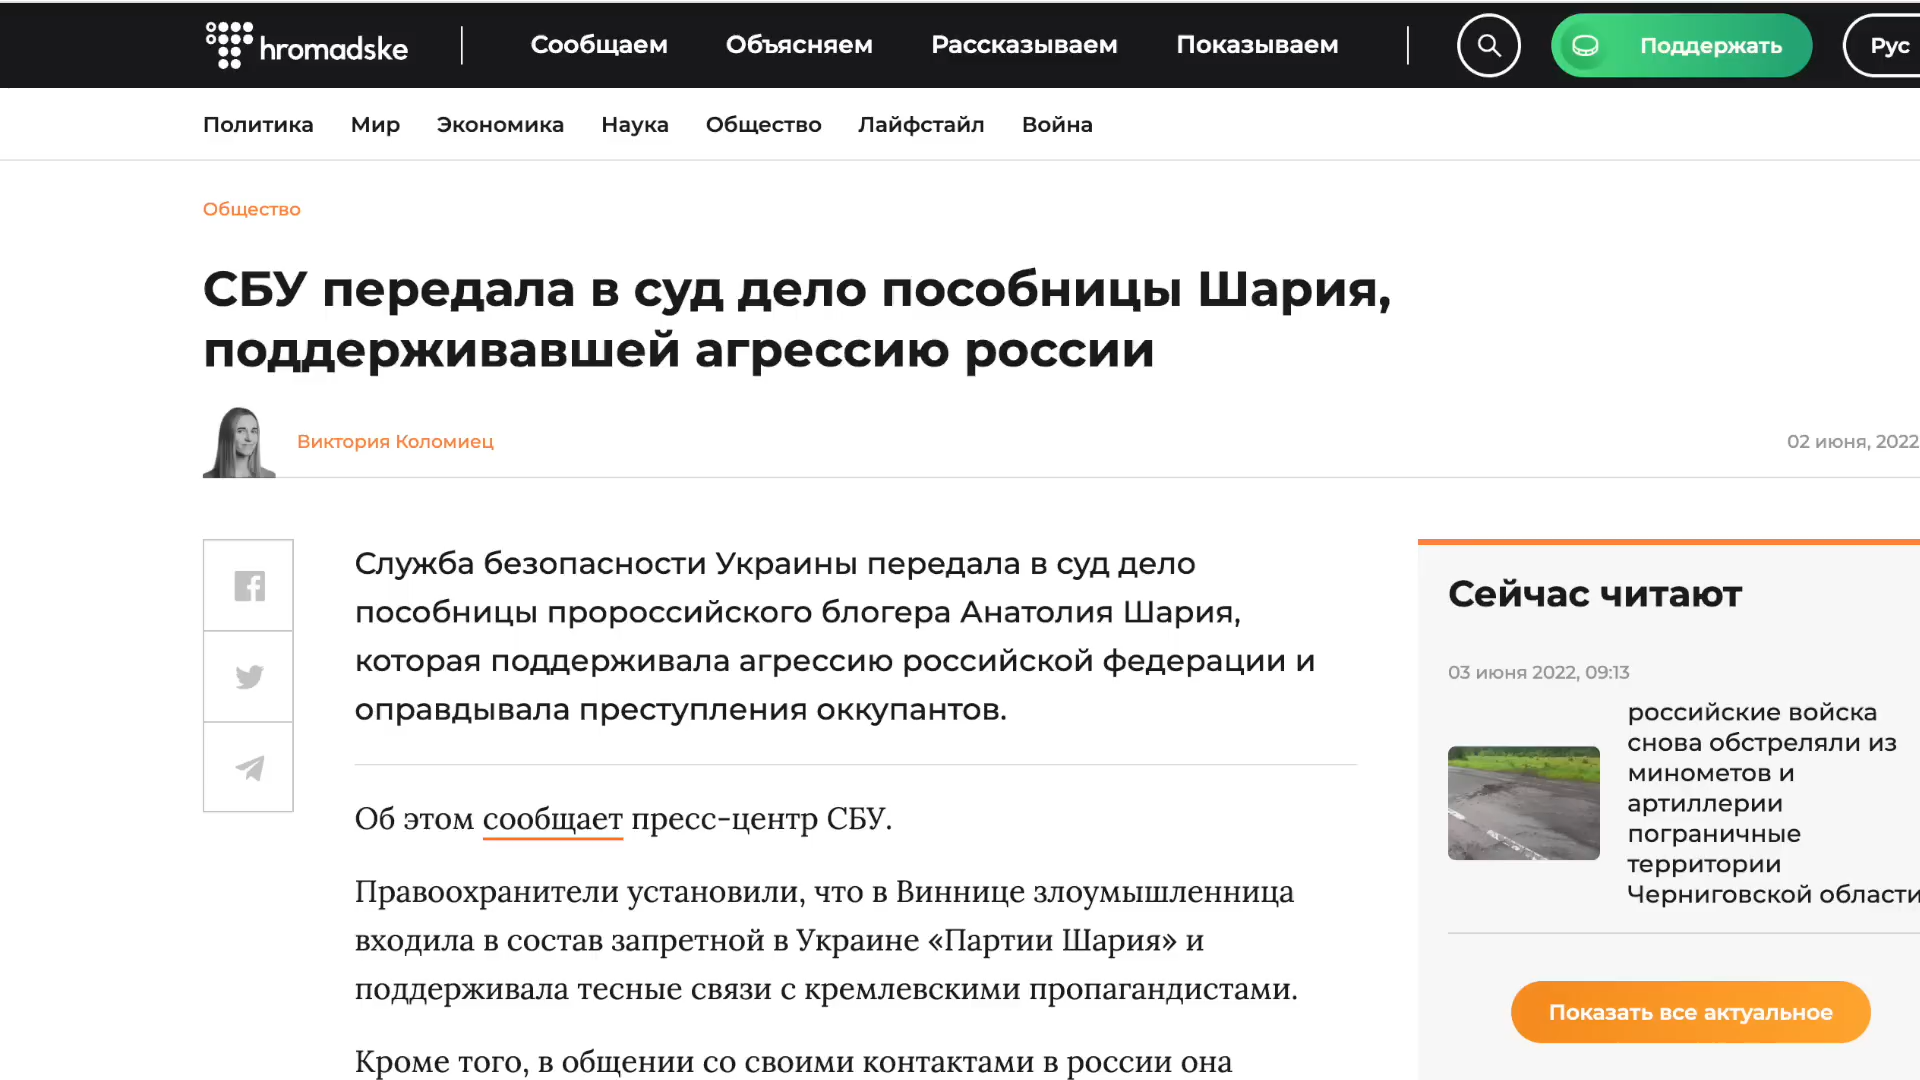 hromadske
Сообщаем
Объясняем
Рассказываем
Показываем
Поддержать
Рус
Политика
Мир
Экономика
Наука
Общество
Лайфстайл
Война
Общество
СБУ передала в суд дело пособницы Шария,
поддерживавшей агрессию россии
Виктория Коломиец
02 июня, 2022
Служба безопасности Украины передала в суд дело
пособницы пророссийского блогера Анатолия Шария,
которая поддерживала агрессию российской федерации и
оправдывала преступления оккупантов.
Об этом сообщает пресс-центр СБУ.
Правоохранители установили, что в Виннице злоумышленница
входила в состав запретной в Украине «Партии Шария» и
поддерживала тесные связи с кремлевскими пропагандистами.
Кроме того, в общении со своими контактами в россии она
Сейчас читают
03 июня 2022, 09:13
российские войска
снова обстреляли из
минометов и
артиллерии
пограничные
территории
Черниговской области
Показать все актуальное